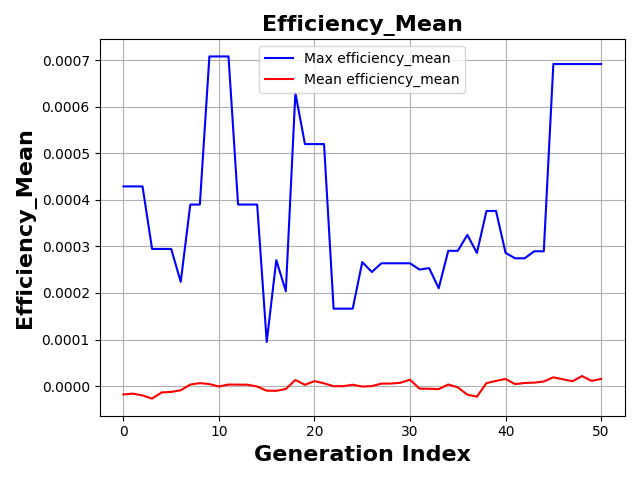 Efficiency_Mean
Max efficiency_mean
Mean efficiency_mean
0.0007
0.0006
0.0005
0.0004
0.0003
0.0002
0.0001
0.0000
Efficiency_Mean
0 10 20 30 40 50
Generation Index